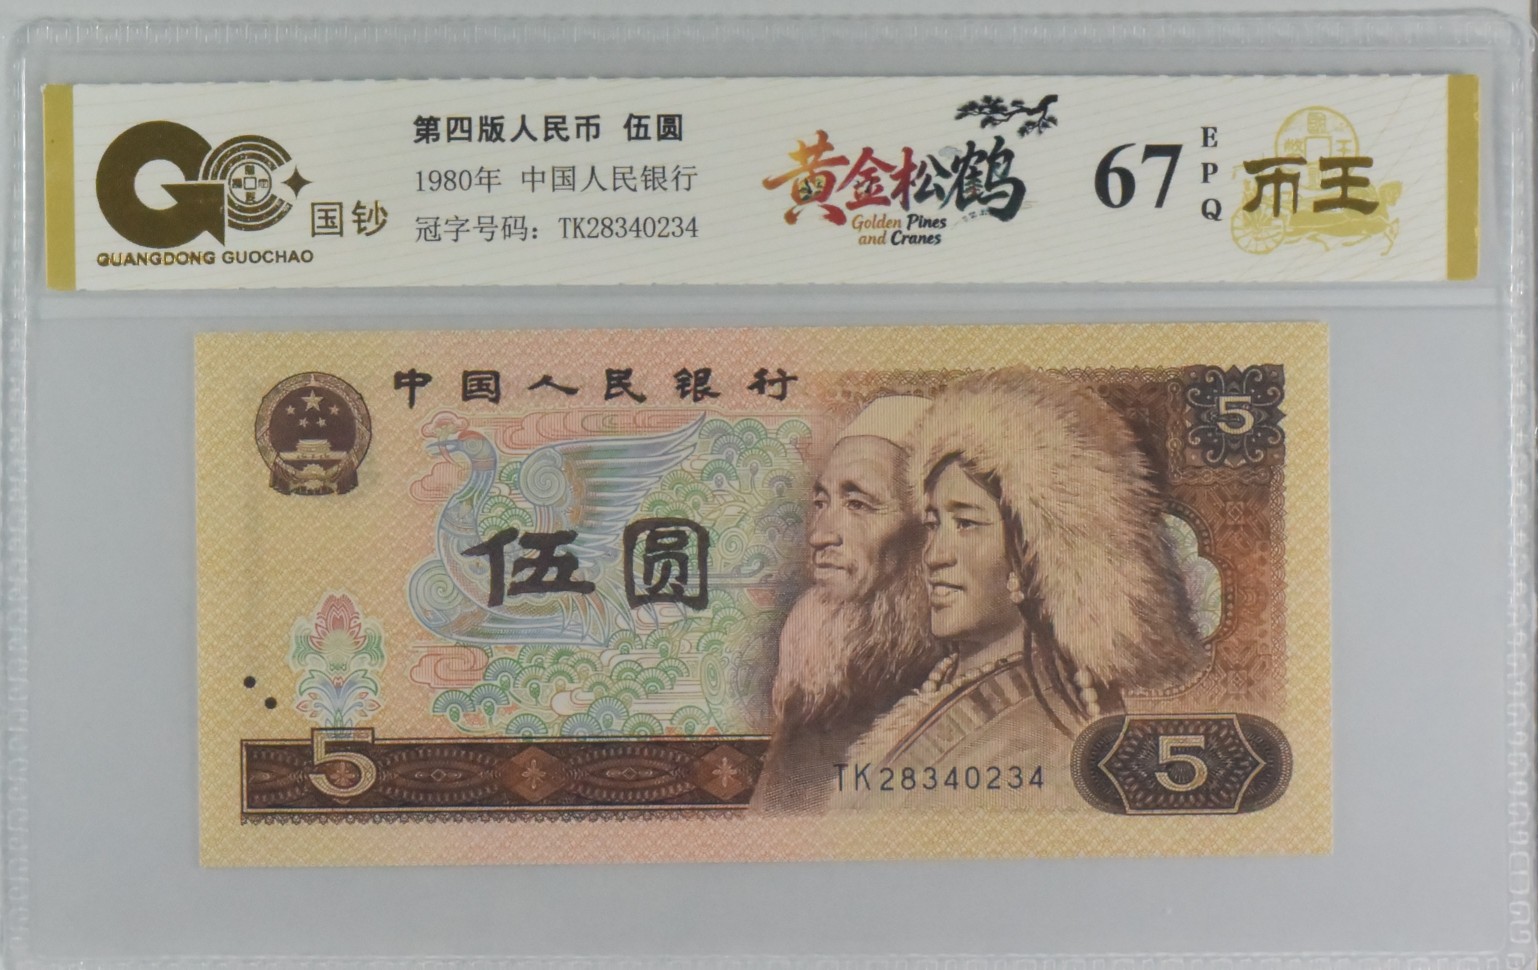 国钞
GUANGDONG GUOCHAO
第四版人民币 伍圆
1980年 中国人民银行
冠字号码：TK28340234
黄金松鹤
Golden Pines
and Cranes
67
EPQ
币王
中国人民银行
5
伍圆
5
TK28340234
5